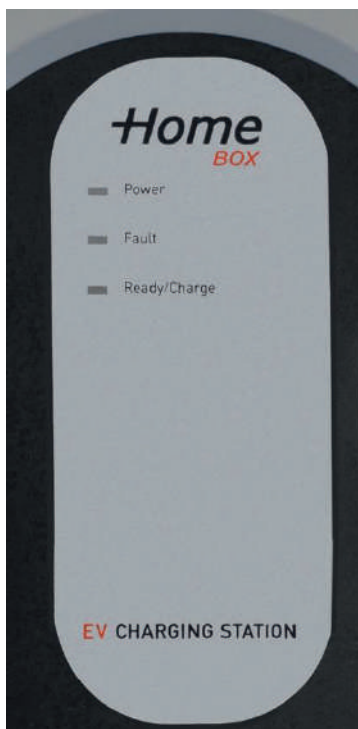 Home
BOX
Power
Fault
Ready/Charge
EV CHARGING STATION